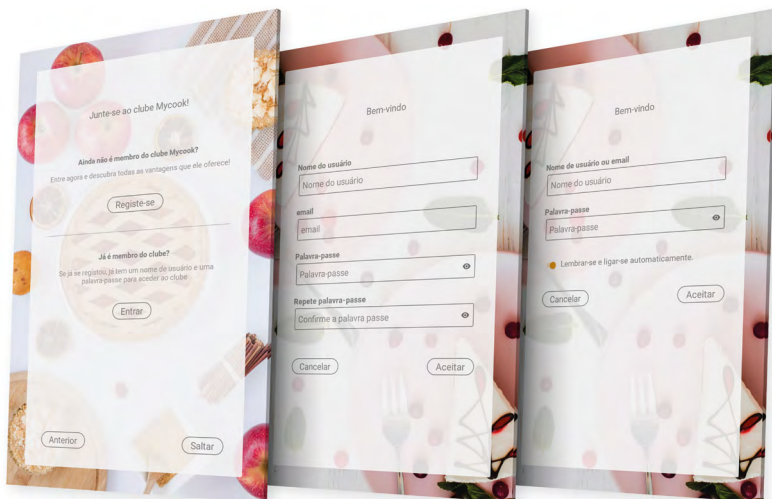 Junte-se ao clube Mycook!
Ainda não é membro do clube Mycook?
Entre agora e descubra todas as vantagens que ele oferece!
Registe-se
Já é membro do clube?
Se já se registou, já tem um name de usuário e uma
palavra-passe para aceder ao clube
Entrar
Anterior
Saltar
Bem-vindo
Nome do usuário
Nome do usuário
email
email
Palavra-passe
Palavra-passe
Repete palavra-passe
Confirme a palavra passe
Cancelar
Aceitar
Bem-vindo
Nome de usuário ou email
Nome do usuário
Palavra-passe
Palavra-passe
Lembrar-se e ligar-se automaticamente.
Cancelar
Aceitar